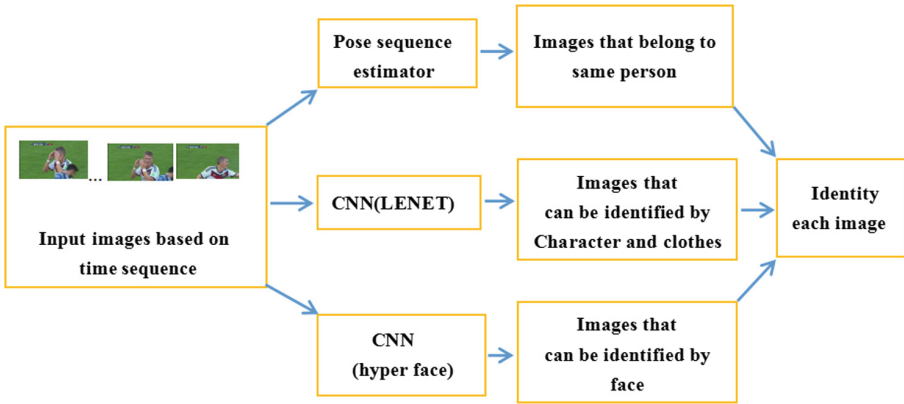 Pose sequence
estimator
Images that belong to
same person
...
Input images based on
time sequence
CNN(LENET)
Images that
can be identified by
Character and clothes
Identity
each image
CNN
(hyper face)
Images that
can be identified by
face